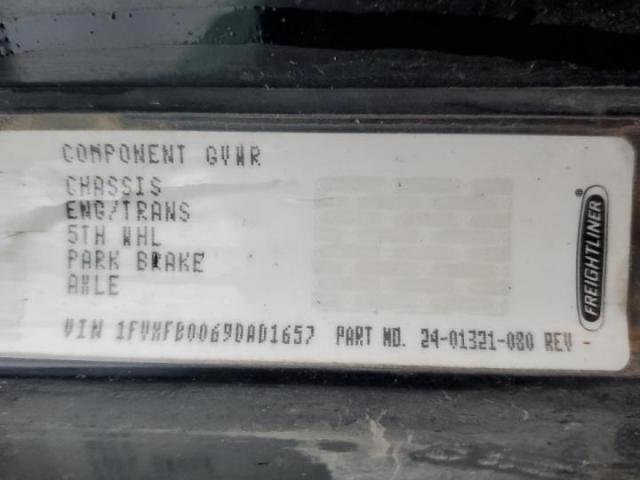 COMPONENT GVWR
CHASSIS
ENG/TRANS
5TH WHL
PARK BRAKE
AXLE
VIN 1FVXFB0069DAD1657 PART NO. 24-01321-080 REV -
FREIGHTLINER®